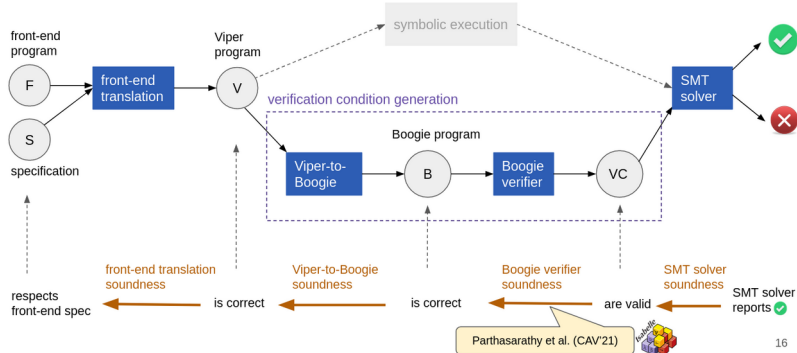 front-end
program
Viper
program
symbolic execution
F
front-end
translation
V
SMT
solver
S
specification
verification condition generation
Boogie program
Viper-to-
Boogie
B
Boogie
verifier
VC
front-end translation
soundness
Viper-to-Boogie
soundness
Boogie verifier
soundness
SMT solver
soundness
respects
front-end spec
is correct
is correct
are valid
SMT solver
reports
Parthasarathy et al. (CAV'21)
Isabelle
16